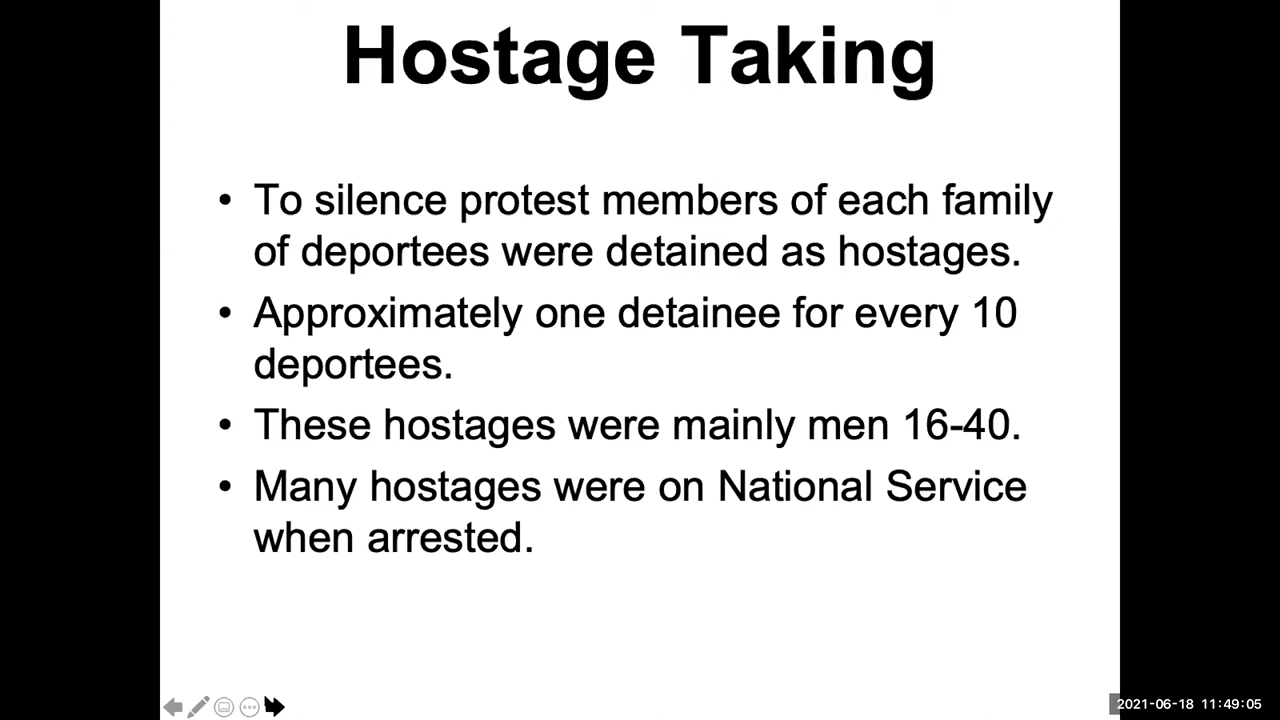 Hostage Taking
• To silence protest members of each family
of deportees were detained as hostages.
• Approximately one detainee for every 10
deportees.
• These hostages were mainly men 16-40.
• Many hostages were on National Service
when arrested.
2021-06-18 11:49:05